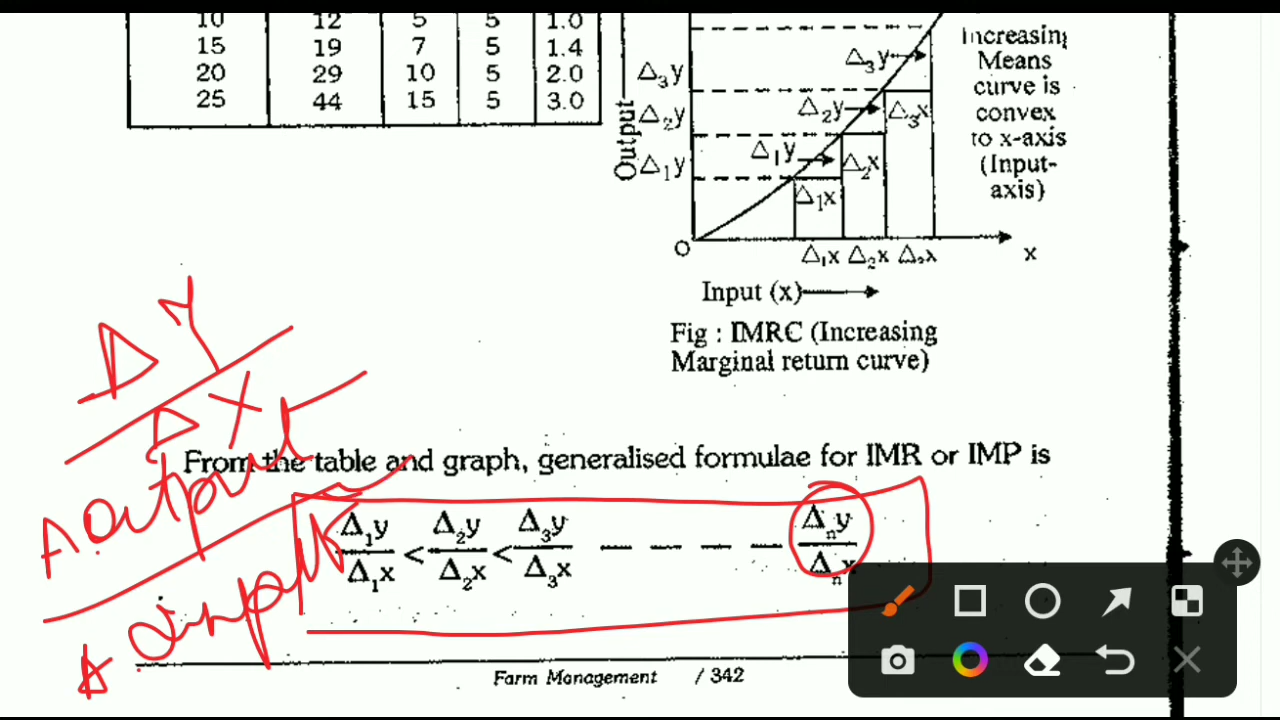 10 12 5 5 1.0
15 19 7 5 1.4
20 29 10 5 2.0
25 44 15 5 3.0
Output
Δ₃y
Δ₂y
Δ₁y
Δ₃y
Δ₂y Δ₃x
Δ₁y Δ₂x
Δ₁x
O Δ₁x Δ₂x Δ₃x x
Input (x)
Increasing
Means
curve is
convex
to x-axis
(Input-
axis)
Fig : IMRC (Increasing
Marginal return curve)
ΔY
ΔX
Δ output
Δ input
From the table and graph, generalised formulae for IMR or IMP is
Δ₁y/Δ₁x < Δ₂y/Δ₂x < Δ₃y/Δ₃x — — — — Δₙy/Δₙx
Farm Management / 342